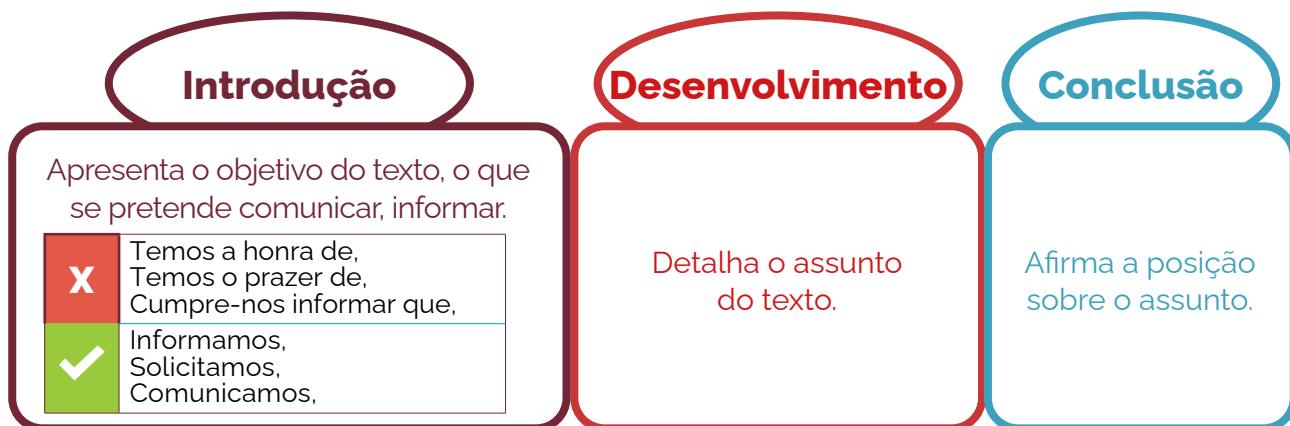 Introdução
Apresenta o objetivo do texto, o que
se pretende comunicar, informar.
X
Temos a honra de,
Temos o prazer de,
Cumpre-nos informar que,
Informamos,
Solicitamos,
Comunicamos,
Desenvolvimento
Detalha o assunto
do texto.
Conclusão
Afirma a posição
sobre o assunto.